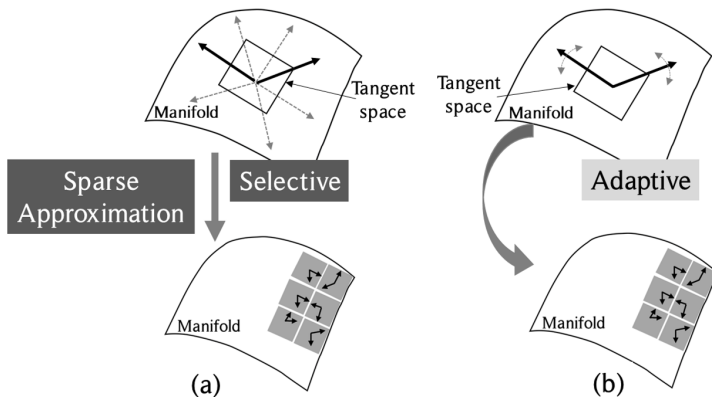 Tangent
space
Manifold
Sparse
Approximation
Selective
Manifold
(a)
Tangent
space
Manifold
Adaptive
Manifold
(b)